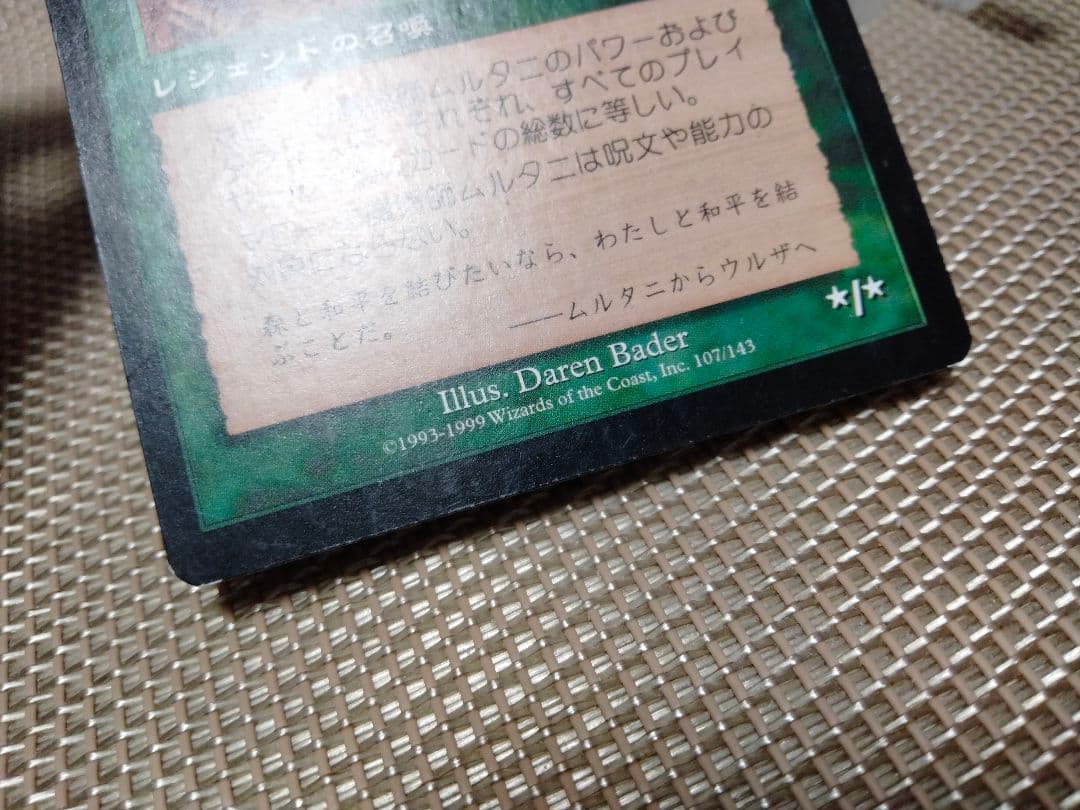 レジェンドの召喚
師ムルタニのパワーおよび
それぞれ、すべてのプレイ
カードの総数に等しい。
師ムルタニは呪文や能力の
ない。
森と和平を結びたいなら、わたしと和平を結
ぶことだ。
——ムルタニからウルザへ
★/★
Illus. Daren Bader
©1993-1999 Wizards of the Coast, Inc. 107/143